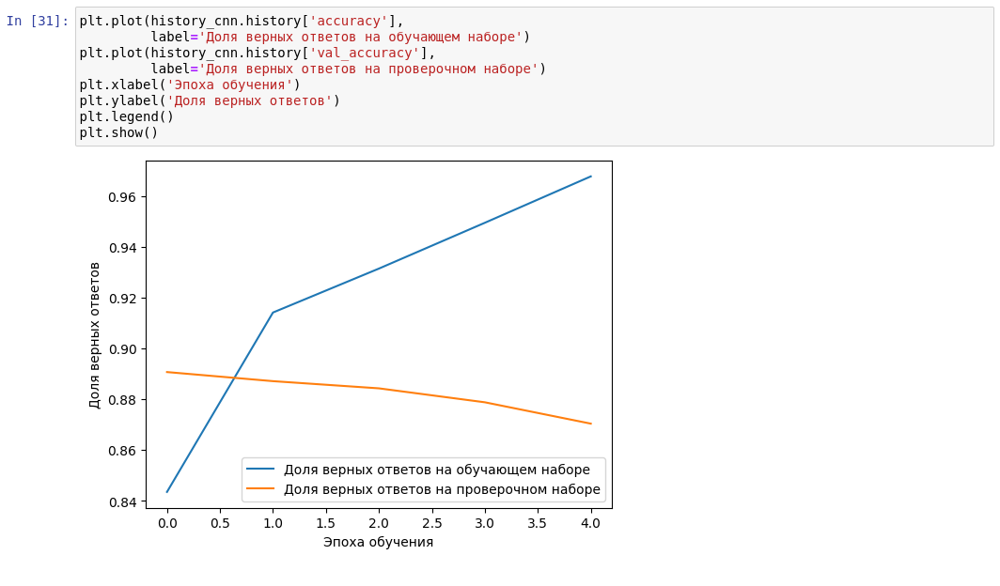 In [31]: plt.plot(history_cnn.history['accuracy'],
         label='Доля верных ответов на обучающем наборе')
plt.plot(history_cnn.history['val_accuracy'],
         label='Доля верных ответов на проверочном наборе')
plt.xlabel('Эпоха обучения')
plt.ylabel('Доля верных ответов')
plt.legend()
plt.show()
0.96
0.94
0.92
0.90
0.88
0.86
0.84
Доля верных ответов
Доля верных ответов на обучающем наборе
Доля верных ответов на проверочном наборе
0.0 0.5 1.0 1.5 2.0 2.5 3.0 3.5 4.0
Эпоха обучения